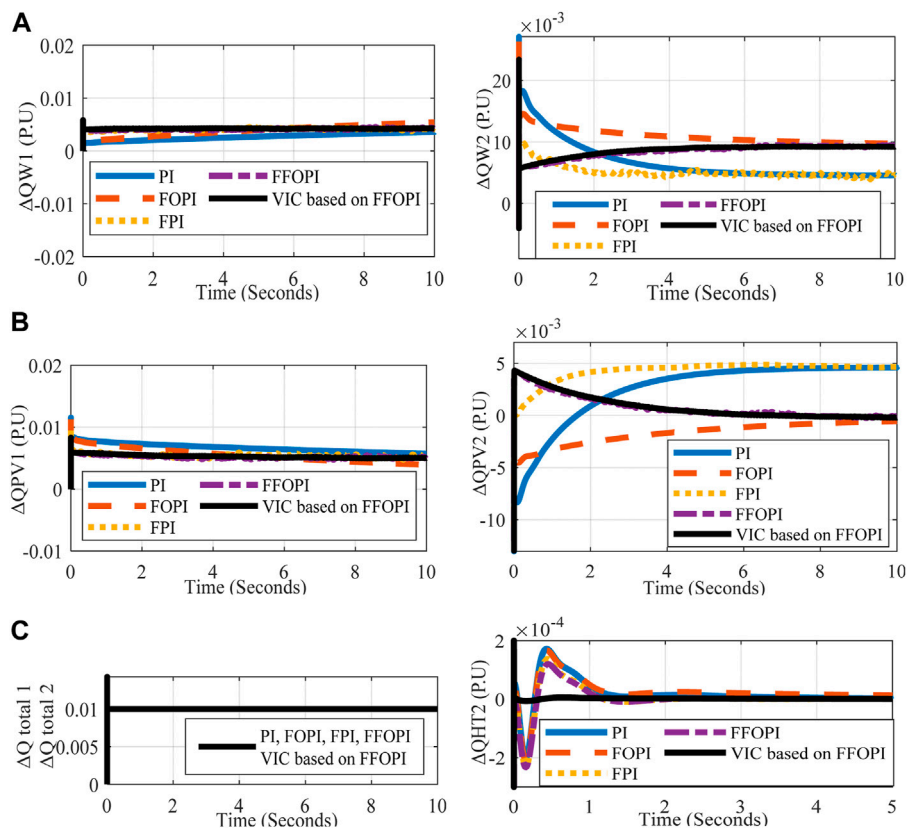 A
ΔQW1 (P.U)
0.02
0.01
0
-0.01
-0.02
PI
FOPI
FPI
FFOPI
VIC based on FFOPI
0 2 4 6 8 10
Time (Seconds)
×10⁻³
ΔQW2 (P.U)
20
10
0
PI
FOPI
FPI
FFOPI
VIC based on FFOPI
0 2 4 6 8 10
Time (Seconds)
B
ΔQPV1 (P.U)
0.02
0.01
0
-0.01
PI
FOPI
FPI
FFOPI
VIC based on FFOPI
0 2 4 6 8 10
Time (Seconds)
×10⁻³
ΔQPV2 (P.U)
5
0
-5
-10
PI
FOPI
FPI
FFOPI
VIC based on FFOPI
0 2 4 6 8 10
Time (Seconds)
C
ΔQ total 1
ΔQ total 2
0.01
0.005
0
PI, FOPI, FPI, FFOPI
VIC based on FFOPI
0 2 4 6 8 10
Time (Seconds)
×10⁻⁴
ΔQHT2 (P.U)
2
0
-2
PI
FOPI
FPI
FFOPI
VIC based on FFOPI
0 1 2 3 4 5
Time (Seconds)